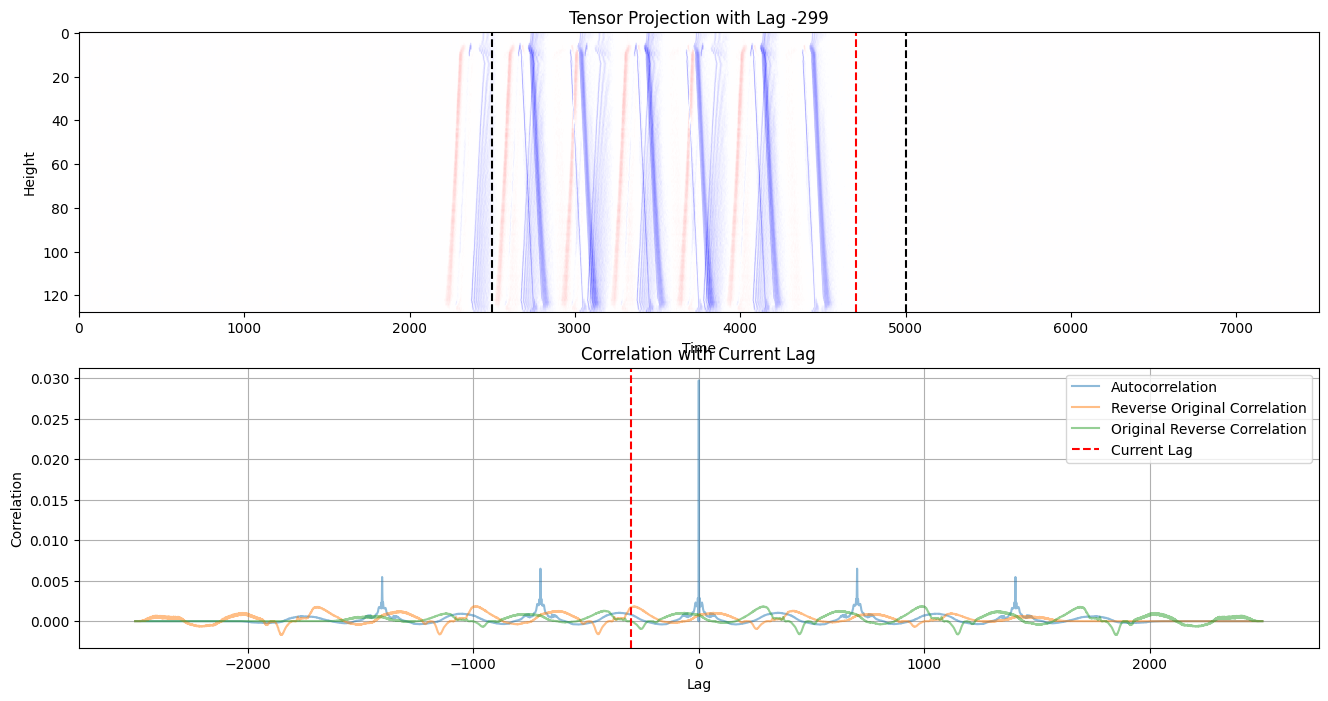 Tensor Projection with Lag -299
Height
0
20
40
60
80
100
120
0 1000 2000 3000 4000 5000 6000 7000
Time
Correlation with Current Lag
Correlation
0.030
0.025
0.020
0.015
0.010
0.005
0.000
Autocorrelation
Reverse Original Correlation
Original Reverse Correlation
Current Lag
−2000 −1000 0 1000 2000
Lag